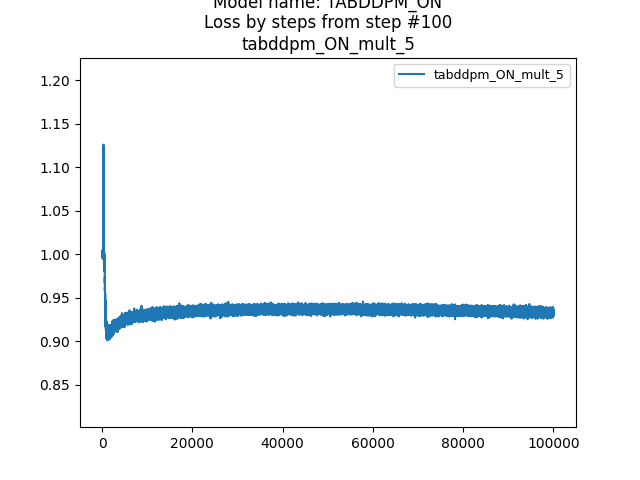 Model name: TABDDPM_ON
Loss by steps from step #100
tabddpm_ON_mult_5
tabddpm_ON_mult_5
1.20
1.15
1.10
1.05
1.00
0.95
0.90
0.85
0 20000 40000 60000 80000 100000